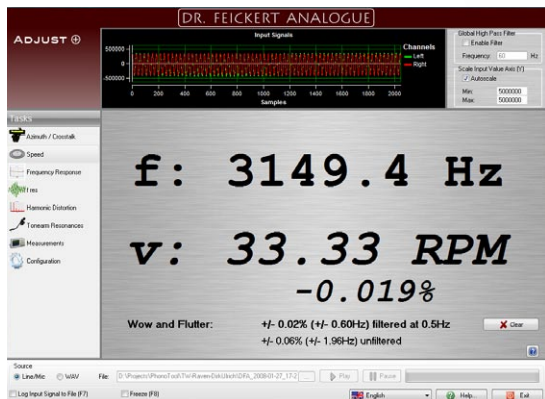 DR. FEICKERT ANALOGUE
ADJUST
Input Signals
500000
0
-500000
0 200 400 600 800 1000 1200 1400 1600 1800 2000
Samples
Channels
Left
Right
Global High Pass Filter
Enable Filter
Frequency: 60 Hz
Scale Input Value Axis (Y)
Autoscale
Min: 5000000
Max: 5000000
Tasks
Azimuth / Crosstalk
Speed
Frequency Response
f res
Harmonic Distortion
Tonearm Resonances
Measurements
Configuration
f: 3149.4 Hz
v: 33.33 RPM
-0.019%
Wow and Flutter: +/- 0.02% (+/- 0.60Hz) filtered at 0.5Hz
+/- 0.06% (+/- 1.96Hz) unfiltered
Clear
Source
Line/Mic WAV File: ... Play Pause
Log Input Signal to File (F7) Freeze (F8) English Help... Exit